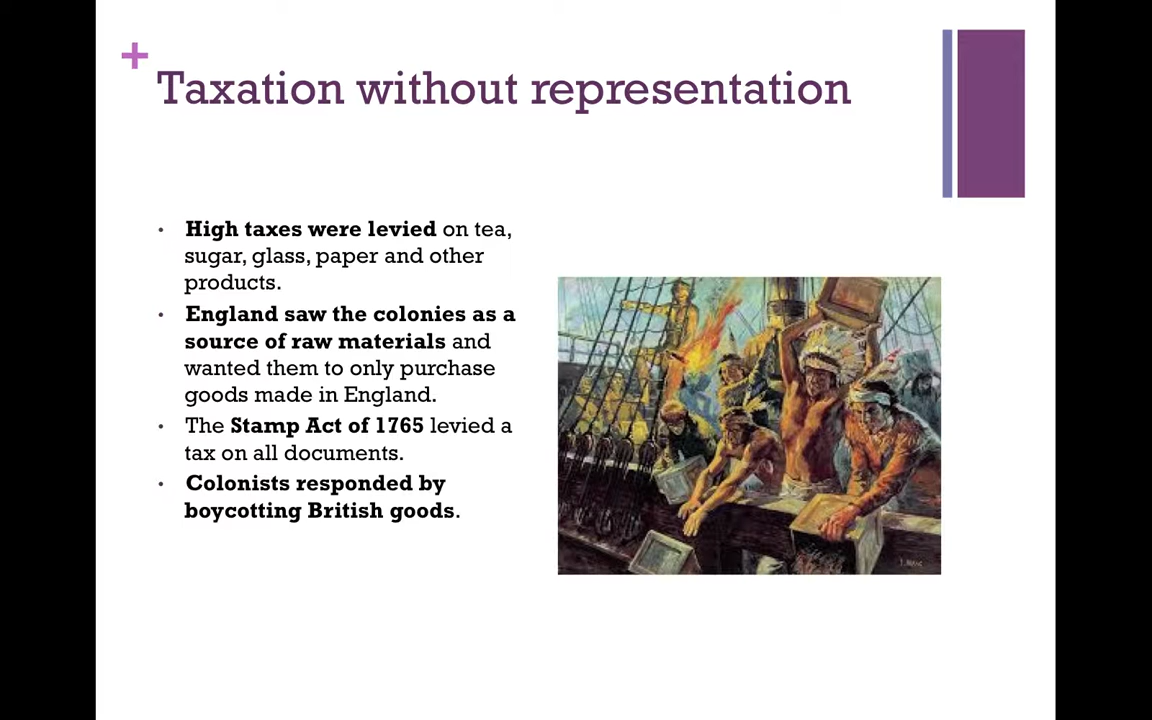 +
Taxation without representation
• High taxes were levied on tea,
sugar, glass, paper and other
products.
• England saw the colonies as a
source of raw materials and
wanted them to only purchase
goods made in England.
• The Stamp Act of 1765 levied a
tax on all documents.
• Colonists responded by
boycotting British goods.